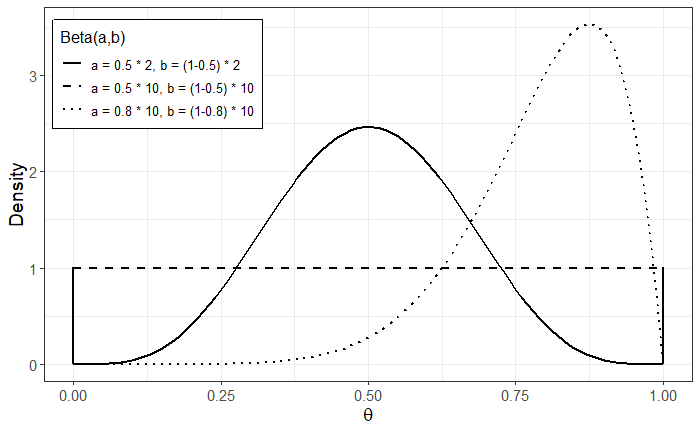 Beta(a,b)
a = 0.5 * 2, b = (1-0.5) * 2
a = 0.5 * 10, b = (1-0.5) * 10
a = 0.8 * 10, b = (1-0.8) * 10
Density
3
2
1
0
0.00 0.25 0.50 0.75 1.00
θ